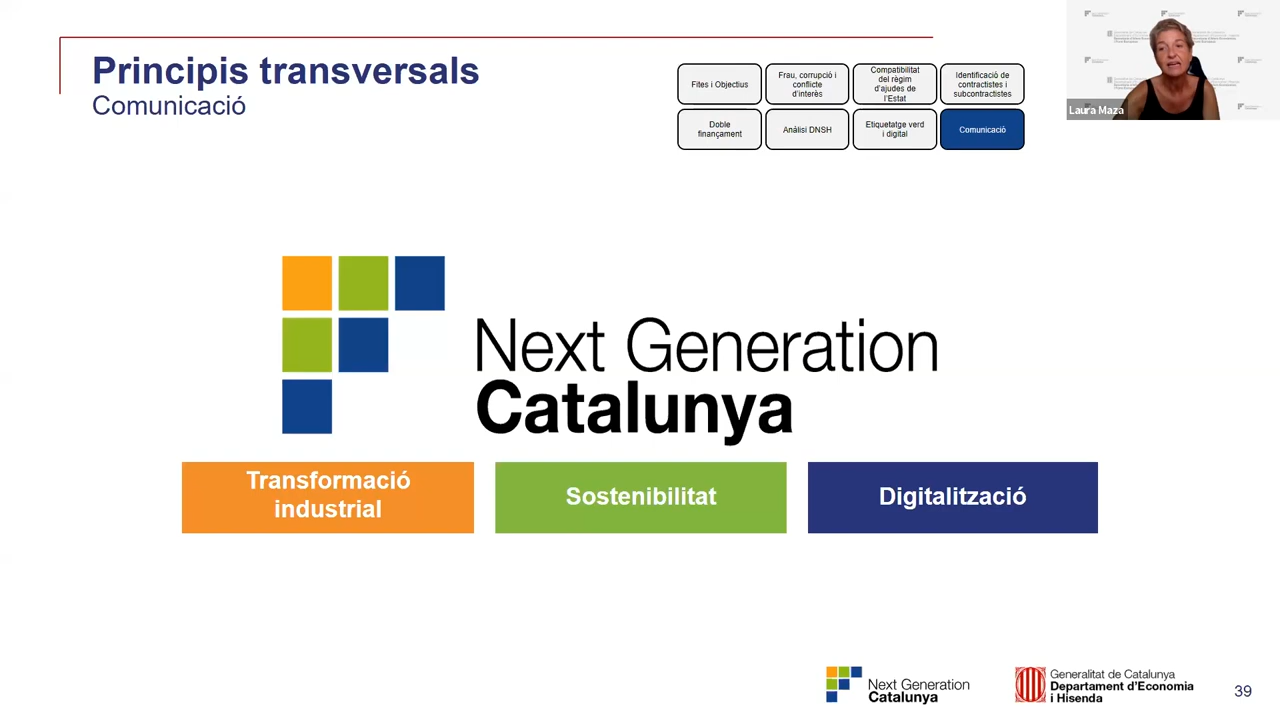 Principis transversals
Comunicació
Fites i Objectius
Frau, corrupció i
conflicte
d'interès
Compatibilitat
del règim
d'ajudes de
l'Estat
Identificació de
contractistes i
subcontractistes
Doble
finançament
Anàlisi DNSH
Etiquetatge verd
i digital
Comunicació
Laura Maza
Next Generation
Catalunya
Transformació
industrial
Sostenibilitat
Digitalització
Next Generation
Catalunya
Generalitat de Catalunya
Departament d'Economia
i Hisenda
39